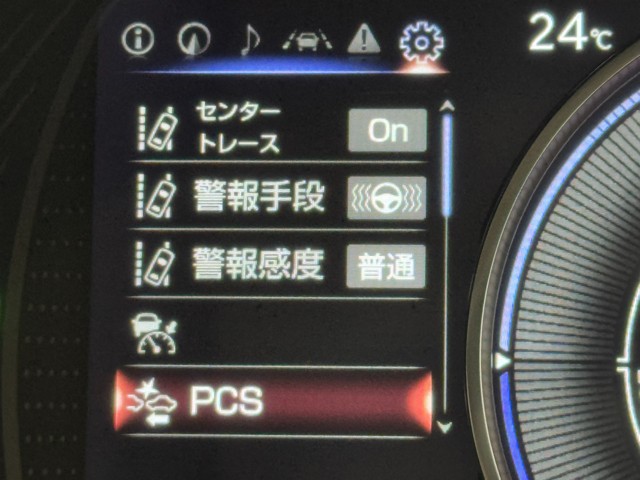 24℃
センター
トレース
On
警報手段
警報感度
普通
PCS